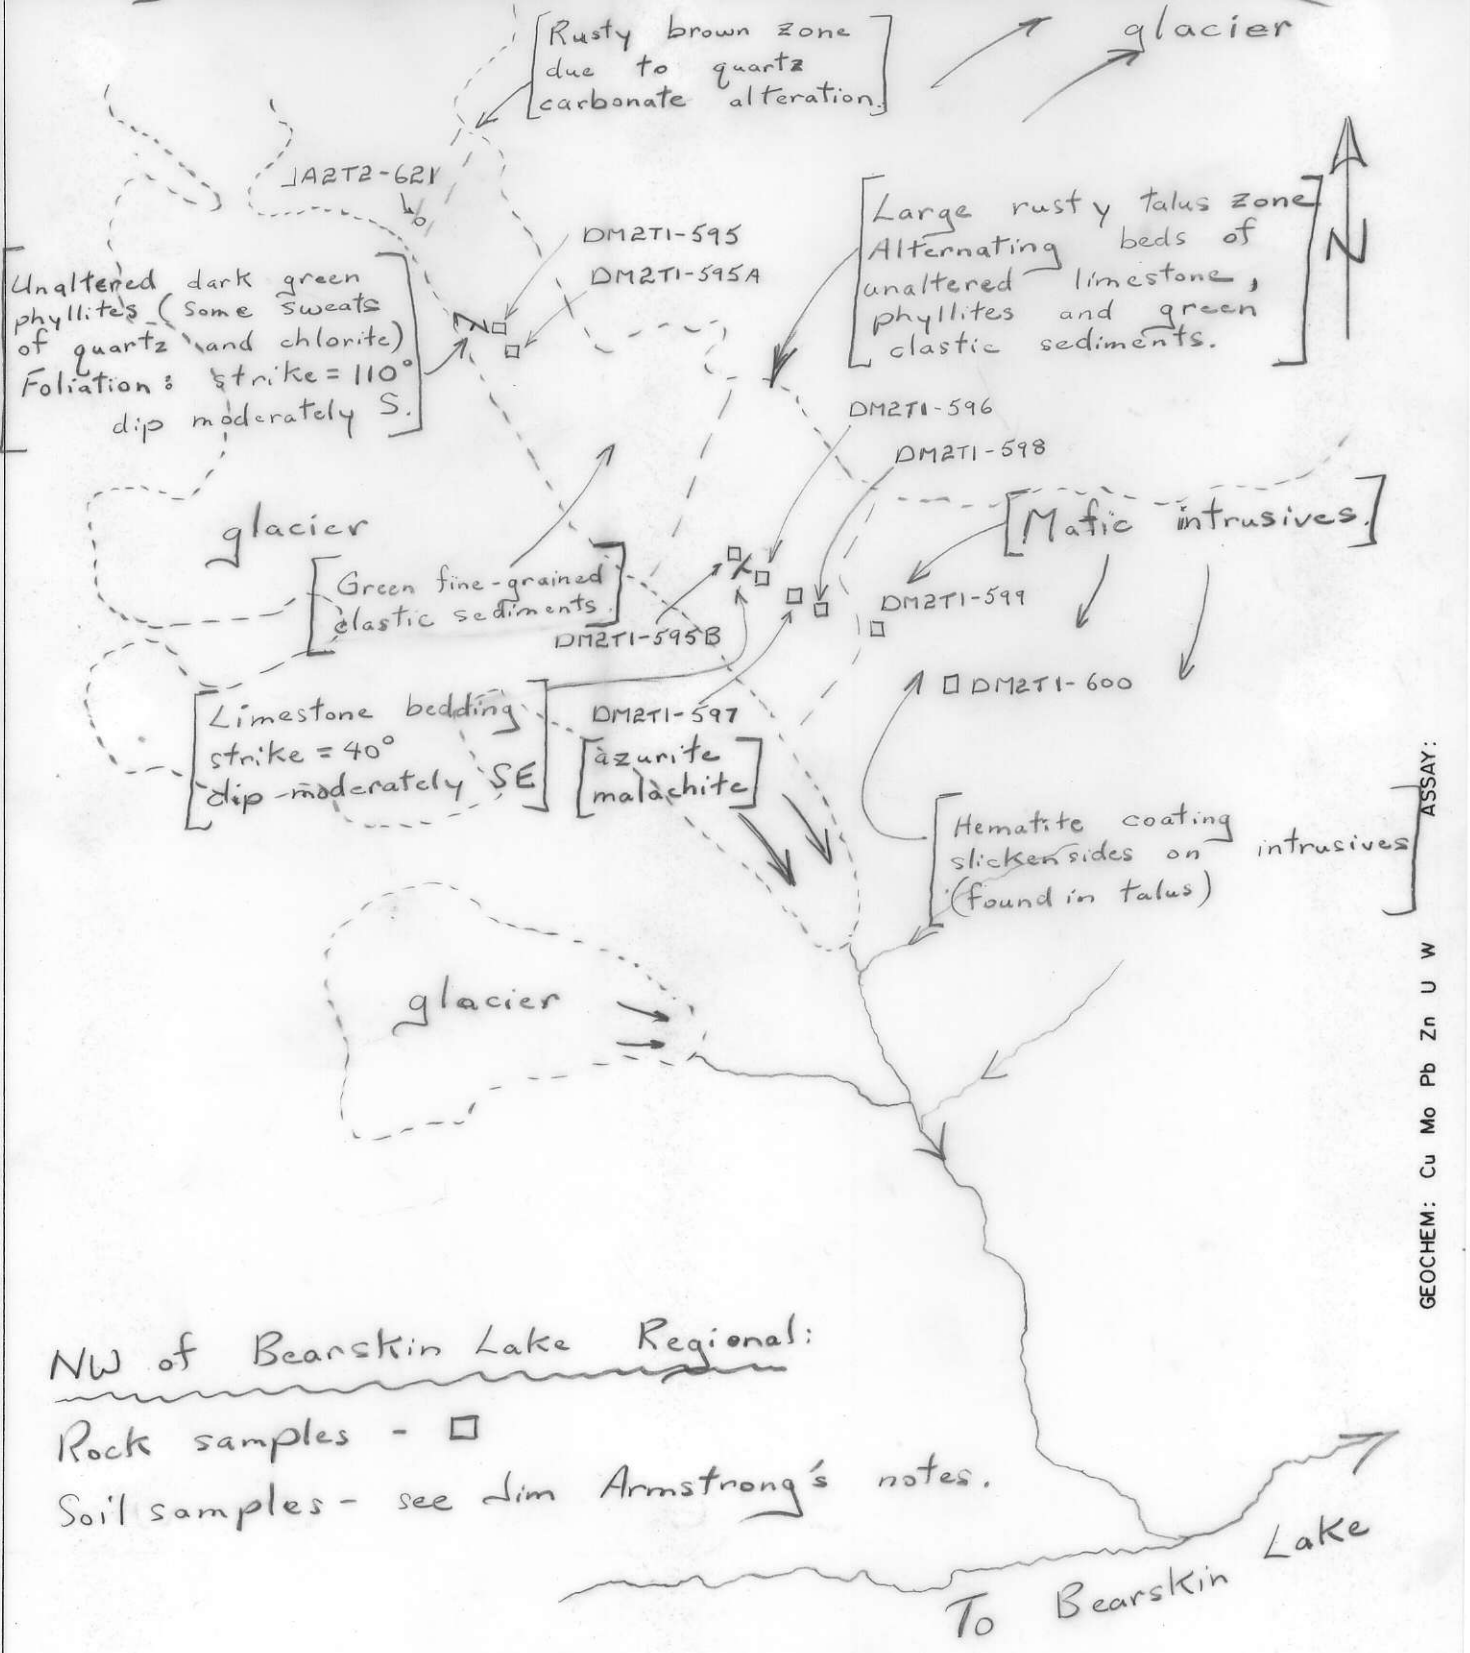 Rusty brown zone
due to quartz
carbonate alteration.
glacier
JA2T2-621
DM2T1-595
DM2T1-595A
Large rusty talus zone
Alternating beds of
unaltered limestone,
phyllites and green
clastic sediments.
N
Unaltered dark green
phyllites (some sweats
of quartz and chlorite)
Foliation: strike = 110°
dip moderately S.
DM2T1-596
DM2T1-598
glacier
Mafic intrusives.
Green fine-grained
clastic sediments.
DM2T1-599
DM2T1-595B
DM2T1-600
Limestone bedding
strike = 40°
dip-moderately SE
DM2T1-597
azurite
malachite
Hematite coating
slickensides on intrusives
(found in talus)
glacier
ASSAY:
GEOCHEM: Cu Mo Pb Zn U W
NW of Bearskin Lake Regional:
Rock samples - □
Soil samples - see Jim Armstrong's notes.
To Bearskin Lake